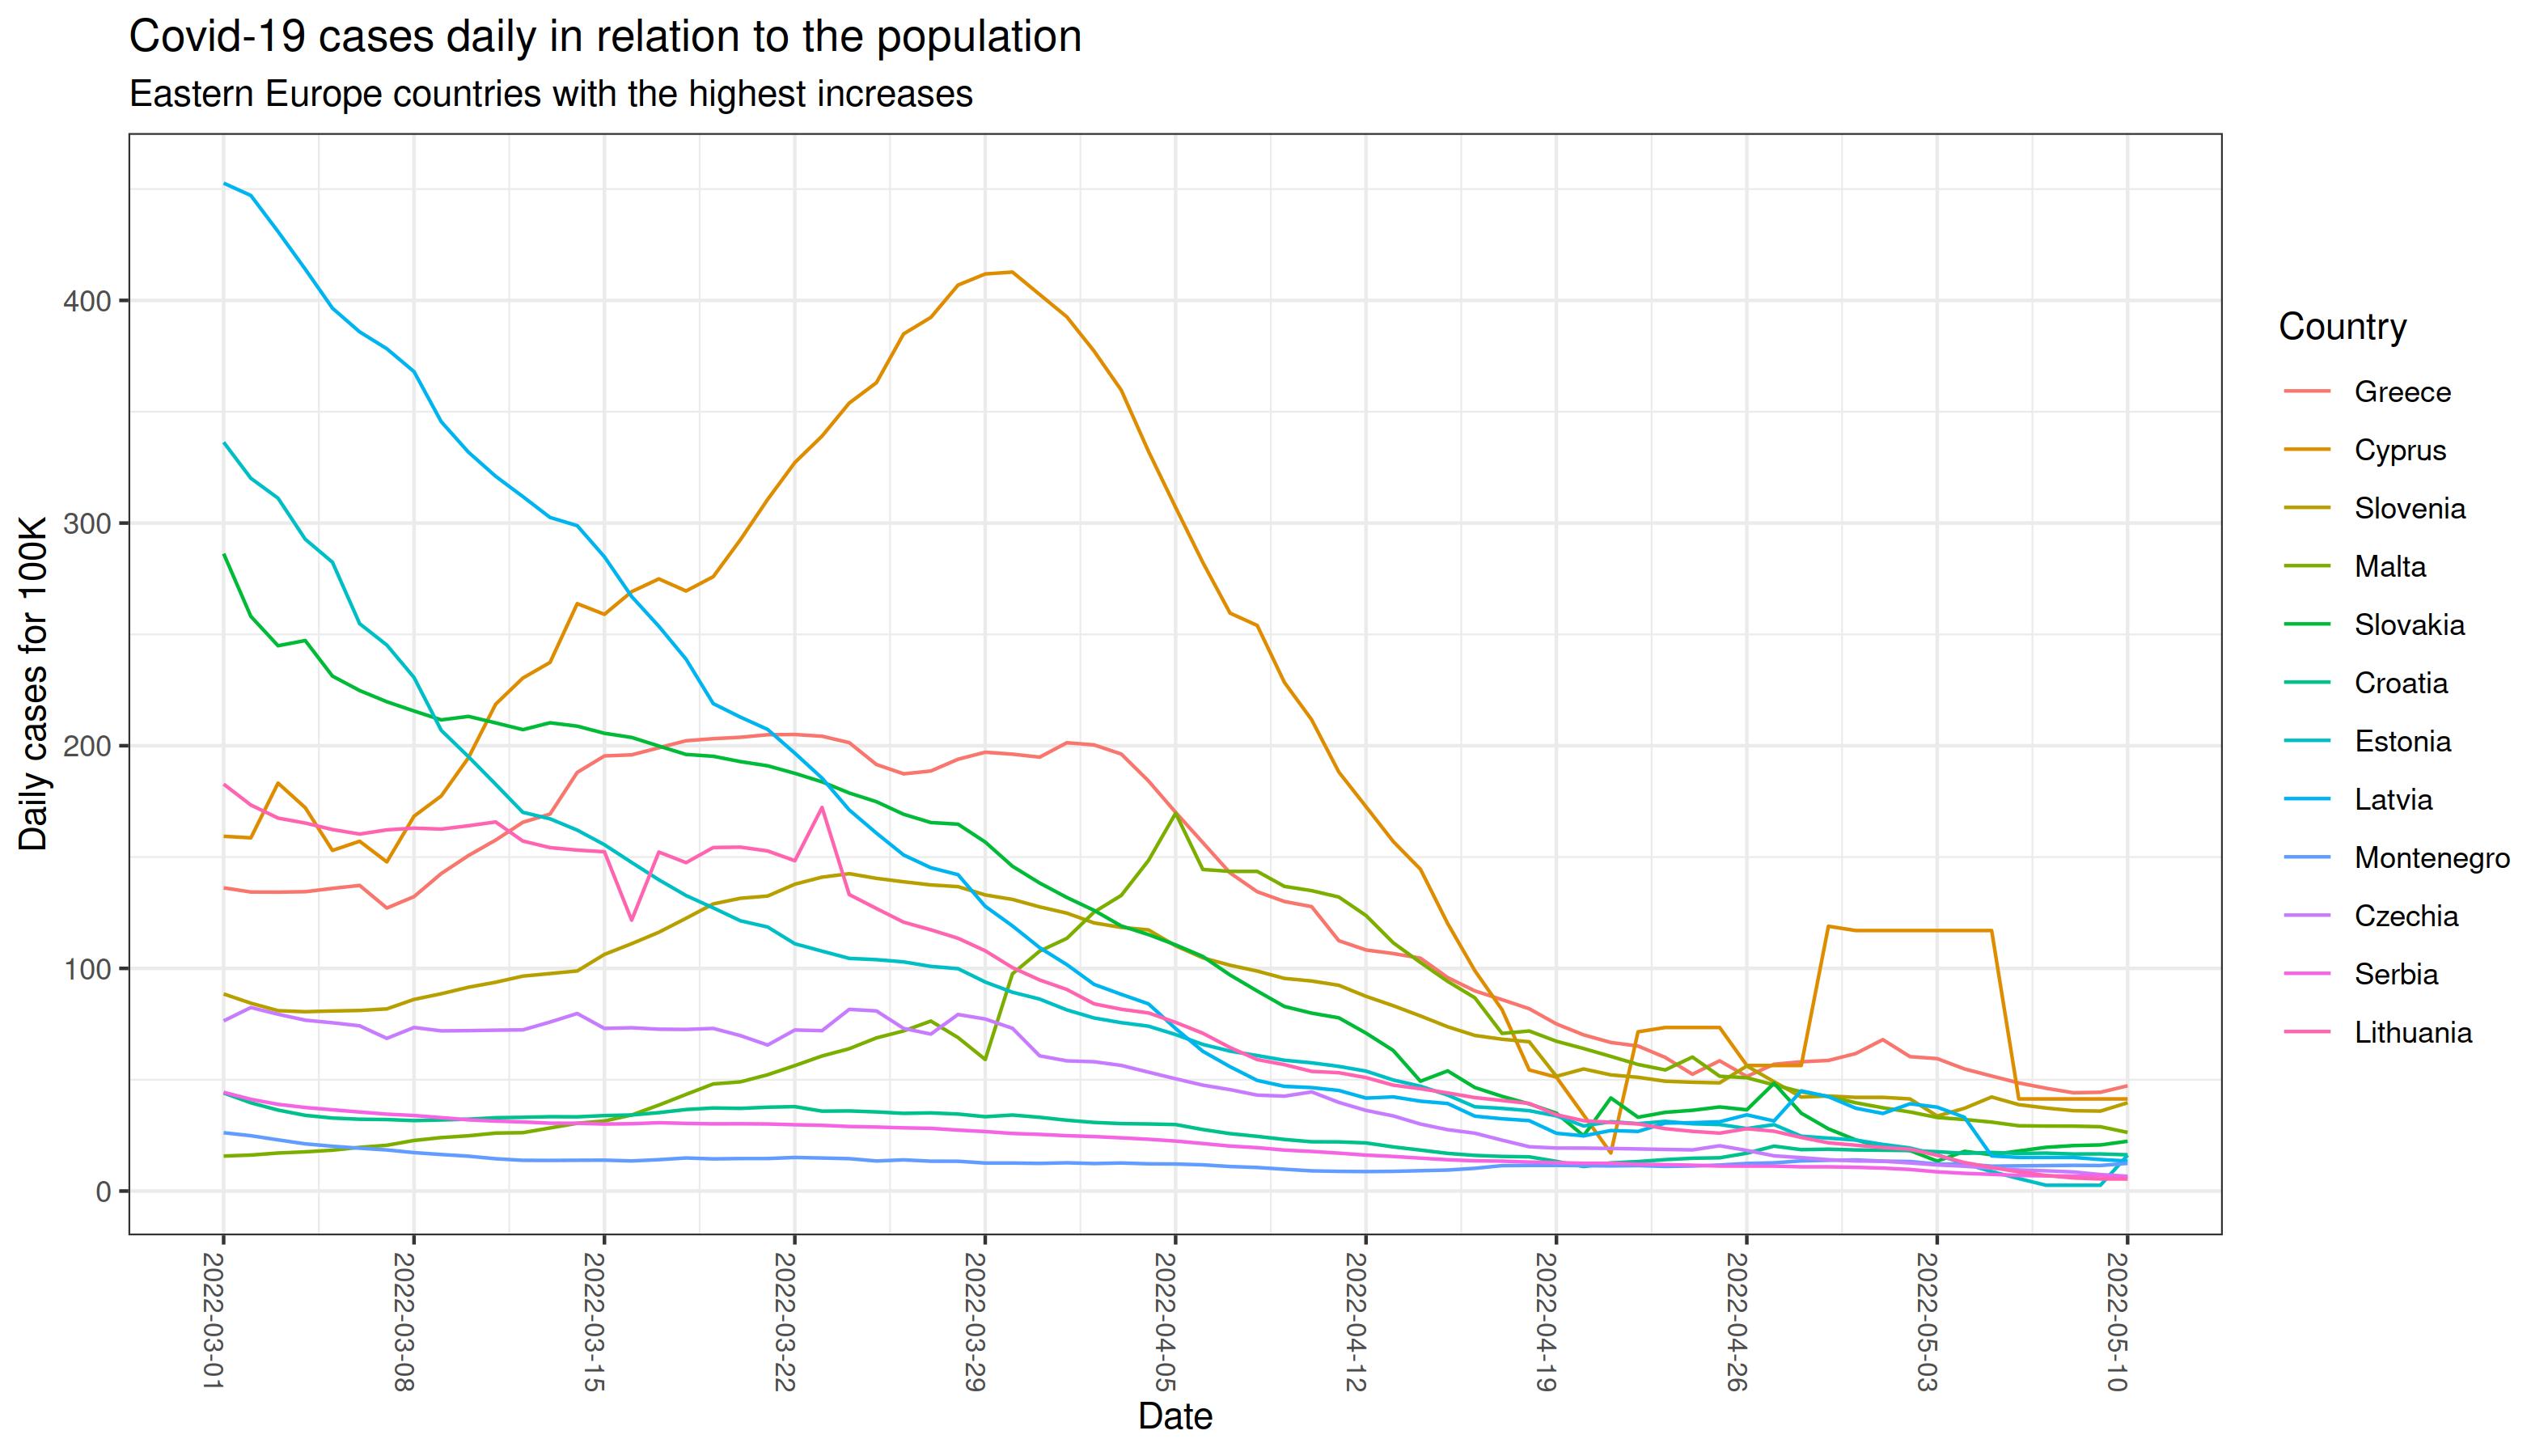 Covid-19 cases daily in relation to the population
Eastern Europe countries with the highest increases
Daily cases for 100K
400
300
200
100
0
2022-03-01
2022-03-08
2022-03-15
2022-03-22
2022-03-29
2022-04-05
2022-04-12
2022-04-19
2022-04-26
2022-05-03
2022-05-10
Date
Country
Greece
Cyprus
Slovenia
Malta
Slovakia
Croatia
Estonia
Latvia
Montenegro
Czechia
Serbia
Lithuania